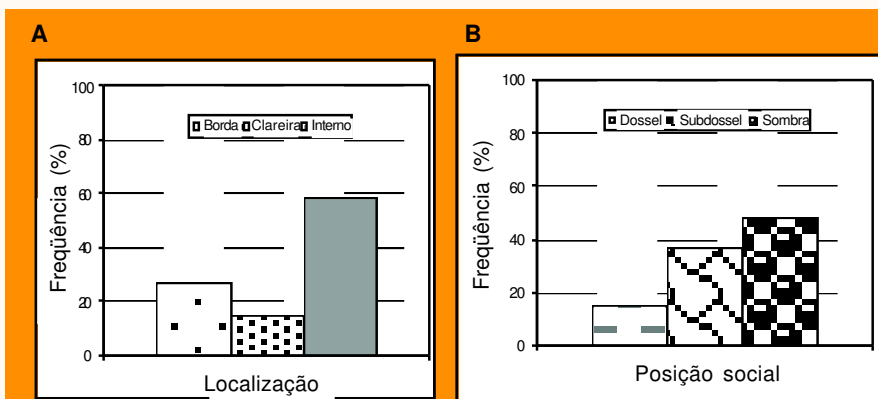 A
Freqüência (%)
100
80
60
40
20
0
Borda Clareira Interno
Localização
B
Freqüência (%)
100
80
60
40
20
0
Dossel Subdossel Sombra
Posição social